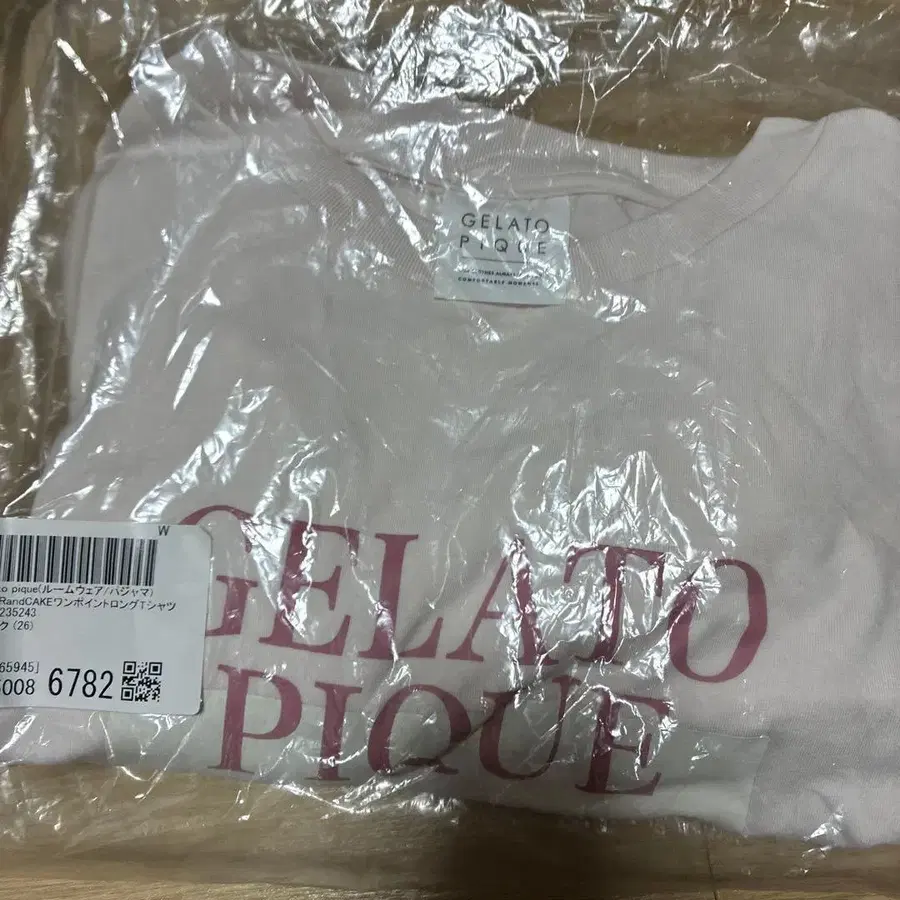 GELATO
PIQUE
COMFORTABLE MOMENTS
GELATO
PIQUE
W
to pique(ルームウェア/パジャマ)
RandCAKEワンポイントロングTシャツ
235243
ク (26)
65945」
5008 6782